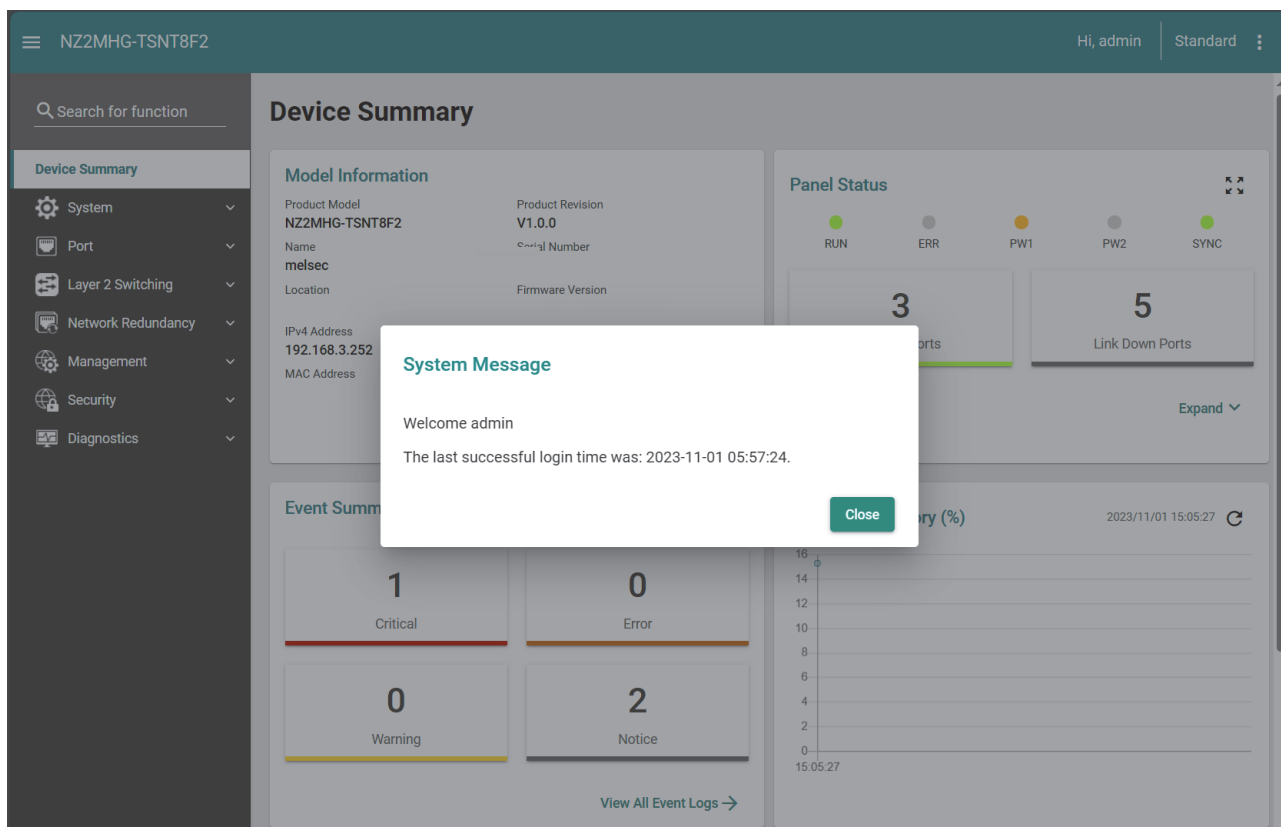 NZ2MHG-TSNT8F2
Hi, admin
Standard
Search for function
Device Summary
System
Port
Layer 2 Switching
Network Redundancy
Management
Security
Diagnostics
Device Summary
Model Information
Product Model
Product Revision
NZ2MHG-TSNT8F2
V1.0.0
Name
Serial Number
melsec
Location
Firmware Version
IPv4 Address
192.168.3.252
MAC Address
Panel Status
RUN
ERR
PW1
PW2
SYNC
3
5
Link Down Ports
Expand
System Message
Welcome admin
The last successful login time was: 2023-11-01 05:57:24.
Close
Event
1
Critical
0
Error
0
Warning
2
Notice
View All Event Logs
(%)
2023/11/01 15:05:27
16
14
12
10
8
6
4
2
0
15:05:27